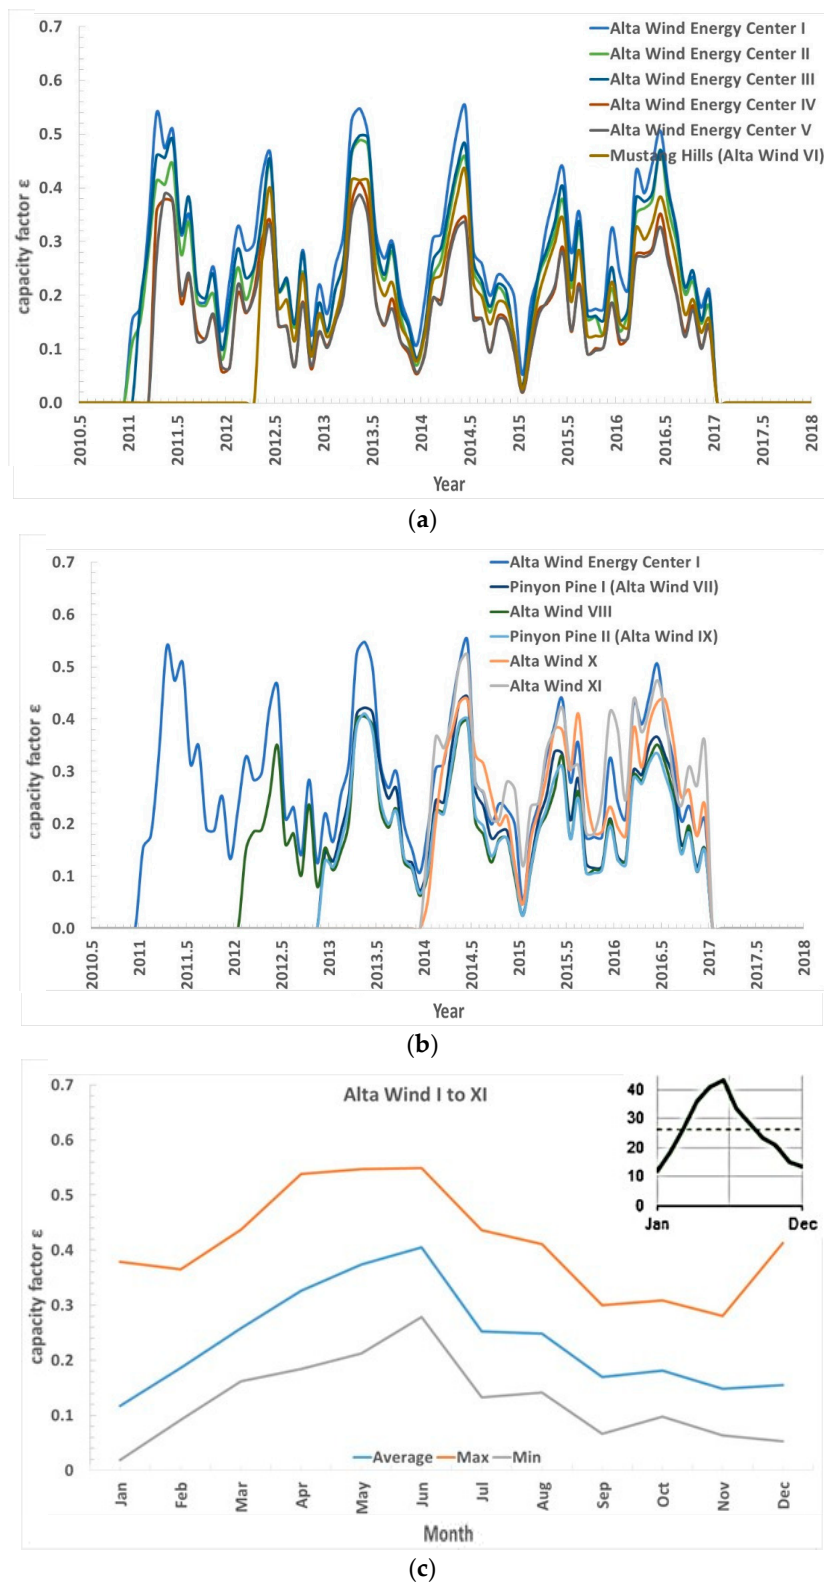 0.7
0.6
0.5
0.4
0.3
0.2
0.1
0.0
capacity factor ε
Alta Wind Energy Center I
Alta Wind Energy Center II
Alta Wind Energy Center III
Alta Wind Energy Center IV
Alta Wind Energy Center V
Mustang Hills (Alta Wind VI)
2010.5
2011
2011.5
2012
2012.5
2013
2013.5
2014
2014.5
2015
2015.5
2016
2016.5
2017
2017.5
2018
Year
(a)
0.7
0.6
0.5
0.4
0.3
0.2
0.1
0.0
capacity factor ε
Alta Wind Energy Center I
Pinyon Pine I (Alta Wind VII)
Alta Wind VIII
Pinyon Pine II (Alta Wind IX)
Alta Wind X
Alta Wind XI
2010.5
2011
2011.5
2012
2012.5
2013
2013.5
2014
2014.5
2015
2015.5
2016
2016.5
2017
2017.5
2018
Year
(b)
Alta Wind I to XI
0.7
0.6
0.5
0.4
0.3
0.2
0.1
0
capacity factor ε
40
30
20
10
0
Jan Dec
Average Max Min
Jan
Feb
Mar
Apr
May
Jun
Jul
Aug
Sep
Oct
Nov
Dec
Month
(c)